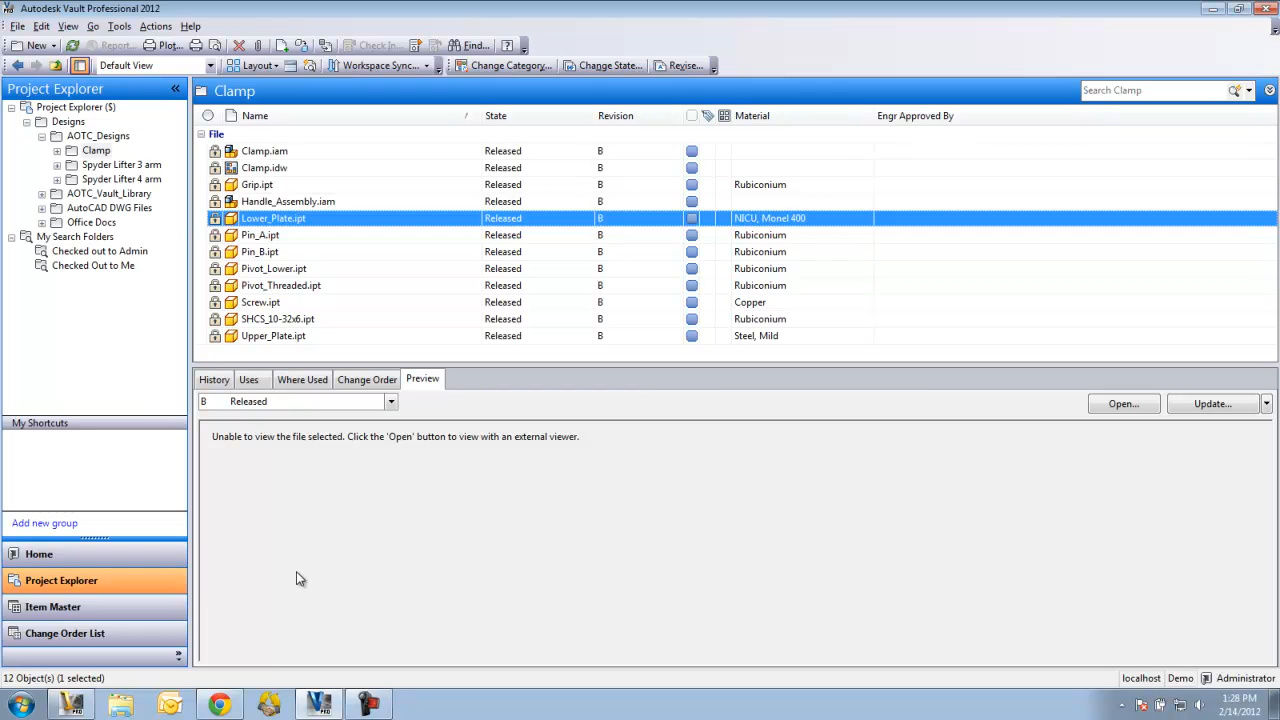 Autodesk Vault Professional 2012
File Edit View Go Tools Actions Help
New Report... Plot... Check In... Find...
Default View Layout Workspace Sync... Change Category... Change State... Revise...
Project Explorer
Project Explorer ($)
Designs
AOTC_Designs
Clamp
Spyder Lifter 3 arm
Spyder Lifter 4 arm
AOTC_Vault_Library
AutoCAD DWG Files
Office Docs
My Search Folders
Checked out to Admin
Checked Out to Me
My Shortcuts
Add new group
Home
Project Explorer
Item Master
Change Order List
Clamp Search Clamp
Name State Revision Material Engr Approved By
File
Clamp.iam Released B
Clamp.idw Released B
Grip.ipt Released B Rubiconium
Handle_Assembly.iam Released B
Lower_Plate.ipt Released B NICU, Monel 400
Pin_A.ipt Released B Rubiconium
Pin_B.ipt Released B Rubiconium
Pivot_Lower.ipt Released B Rubiconium
Pivot_Threaded.ipt Released B Rubiconium
Screw.ipt Released B Copper
SHCS_10-32x6.ipt Released B Rubiconium
Upper_Plate.ipt Released B Steel, Mild
History Uses Where Used Change Order Preview
B Released Open... Update...
Unable to view the file selected. Click the 'Open' button to view with an external viewer.
12 Object(s) (1 selected) localhost Demo Administrator
1:28 PM
2/14/2012